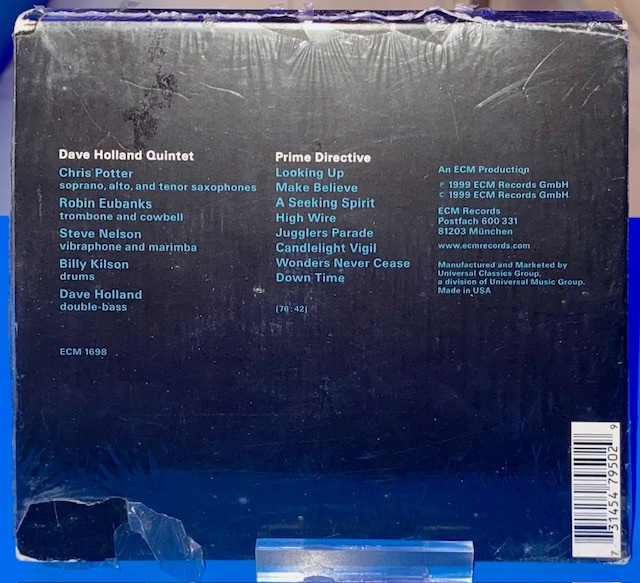 Dave Holland Quintet
Chris Potter
soprano, alto, and tenor saxophones
Robin Eubanks
trombone and cowbell
Steve Nelson
vibraphone and marimba
Billy Kilson
drums
Dave Holland
double-bass
ECM 1698
Prime Directive
Looking Up
Make Believe
A Seeking Spirit
High Wire
Jugglers Parade
Candlelight Vigil
Wonders Never Cease
Down Time
[76:42]
An ECM Production
℗ 1999 ECM Records GmbH
© 1999 ECM Records GmbH
ECM Records
Postfach 600 331
81203 München
www.ecmrecords.com
Manufactured and Marketed by
Universal Classics Group,
a division of Universal Music Group.
Made in USA
7 31454 79502 9